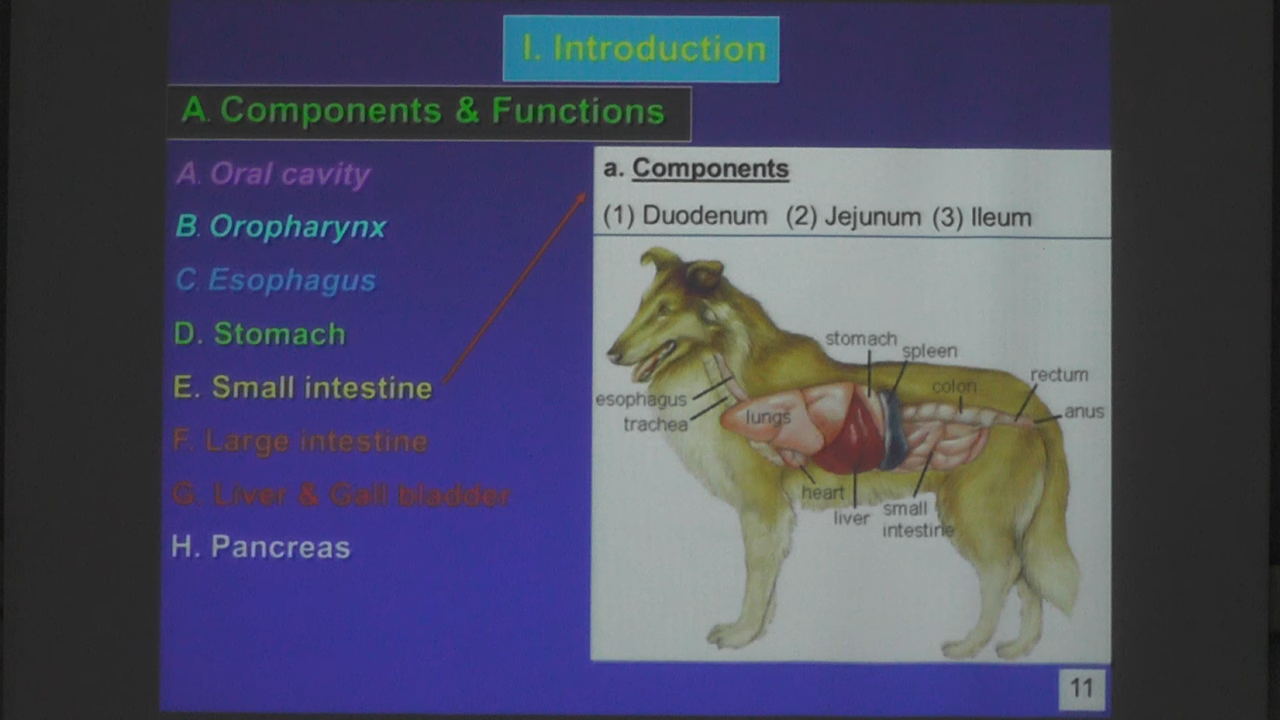 I. Introduction
A. Components & Functions
A. Oral cavity
B. Oropharynx
C. Esophagus
D. Stomach
E. Small intestine
F. Large intestine
G. Liver & Gall bladder
H. Pancreas
a. Components
(1) Duodenum (2) Jejunum (3) Ileum
stomach
spleen
colon
rectum
anus
esophagus
trachea
lungs
heart
liver
small
intestine
11